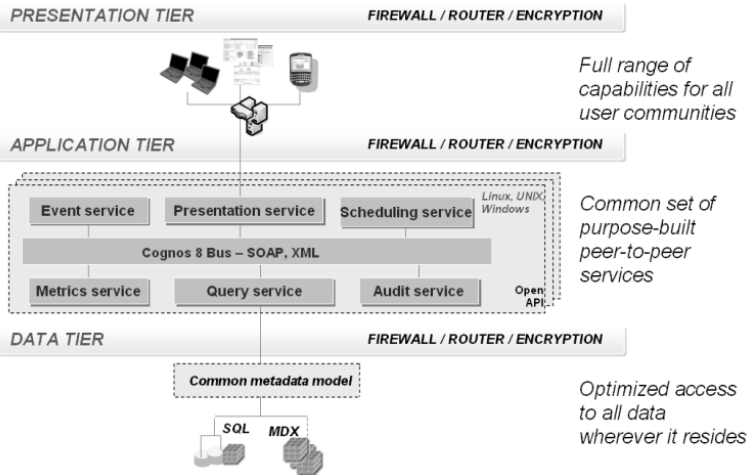 PRESENTATION TIER
FIREWALL / ROUTER / ENCRYPTION
Full range of
capabilities for all
user communities
APPLICATION TIER
FIREWALL / ROUTER / ENCRYPTION
Linux, UNIX,
Windows
Event service
Presentation service
Scheduling service
Cognos 8 Bus – SOAP, XML
Metrics service
Query service
Audit service
Open
API
Common set of
purpose-built
peer-to-peer
services
DATA TIER
FIREWALL / ROUTER / ENCRYPTION
Common metadata model
SQL
MDX
Optimized access
to all data
wherever it resides